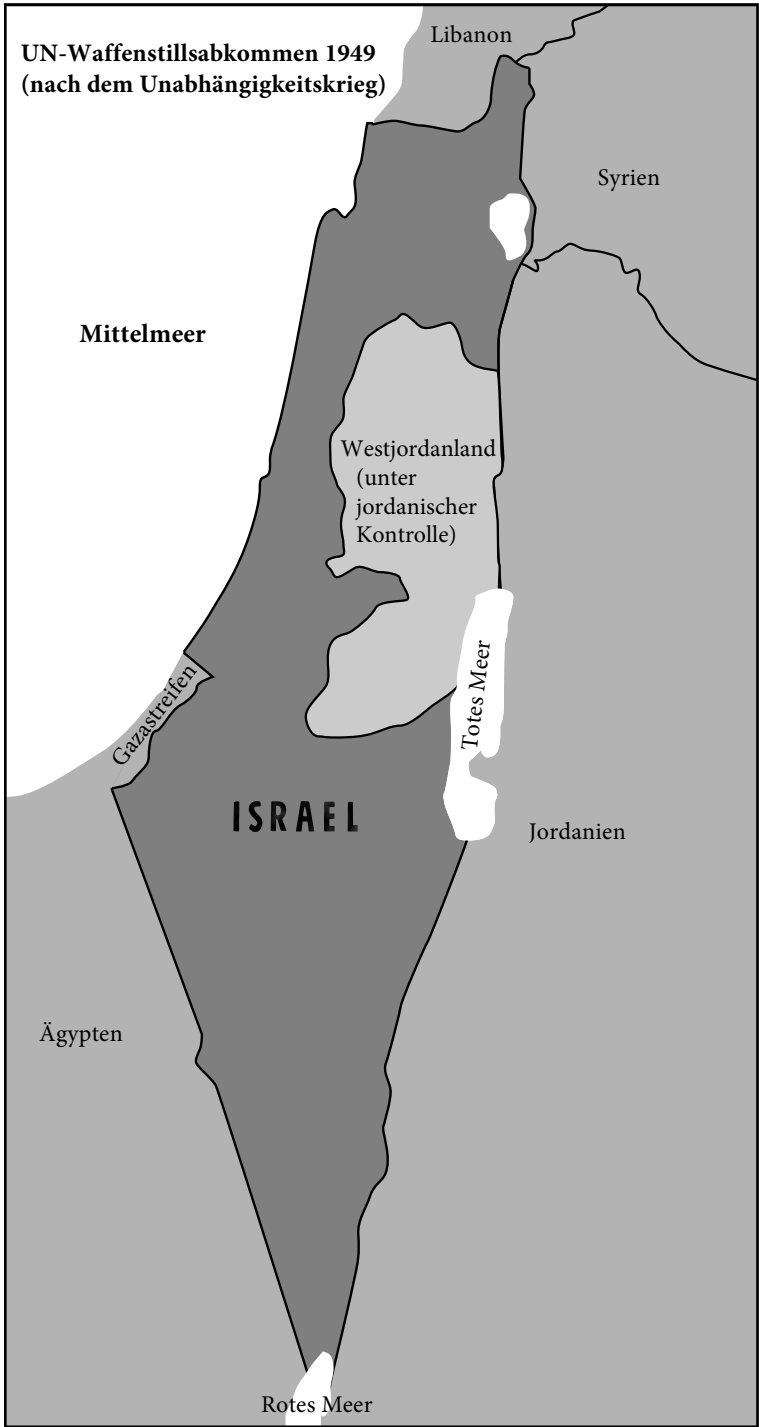 UN-Waffenstillsabkommen 1949
(nach dem Unabhängigkeitskrieg)
Libanon
Syrien
Mittelmeer
Westjordanland
(unter
jordanischer
Kontrolle)
Totes Meer
Gazastreifen
ISRAEL
Jordanien
Ägypten
Rotes Meer